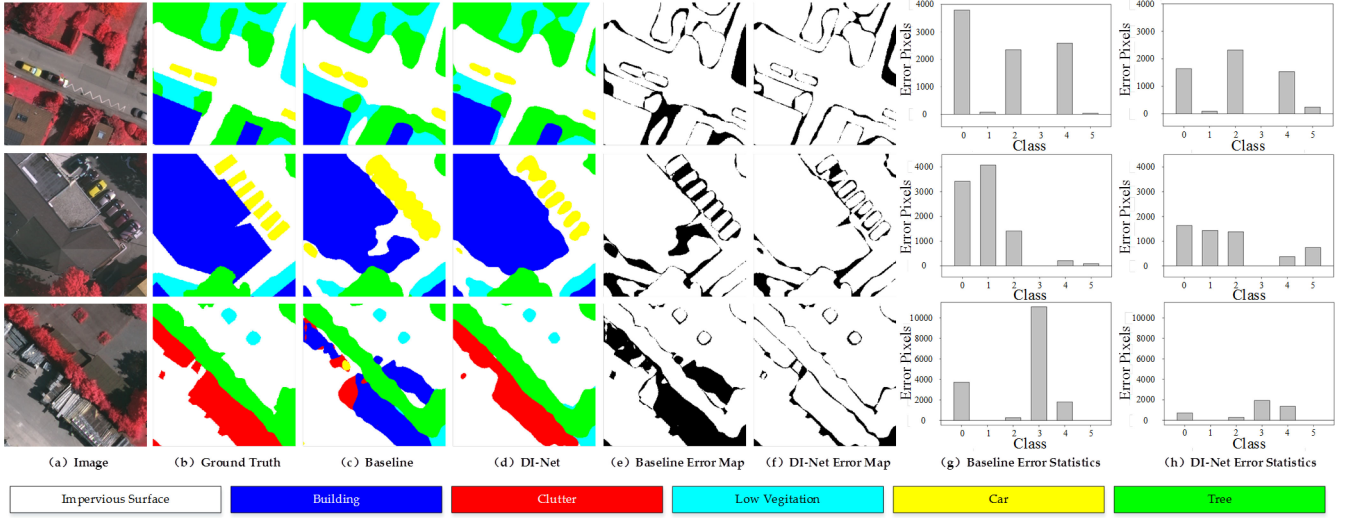 4000
3000
2000
1000
0
Error Pixels
0 1 2 3 4 5
Class
4000
3000
2000
1000
0
Error Pixels
0 1 2 3 4 5
Class
4000
3000
2000
1000
0
Error Pixels
0 1 2 3 4 5
Class
4000
3000
2000
1000
0
Error Pixels
0 1 2 3 4 5
Class
10000
8000
6000
4000
2000
0
Error Pixels
0 1 2 3 4 5
Class
10000
8000
6000
4000
2000
0
Error Pixels
0 1 2 3 4 5
Class
(a) Image (b) Ground Truth (c) Baseline (d) DI-Net (e) Baseline Error Map (f) DI-Net Error Map (g) Baseline Error Statistics (h) DI-Net Error Statistics
Impervious Surface Building Clutter Low Vegitation Car Tree